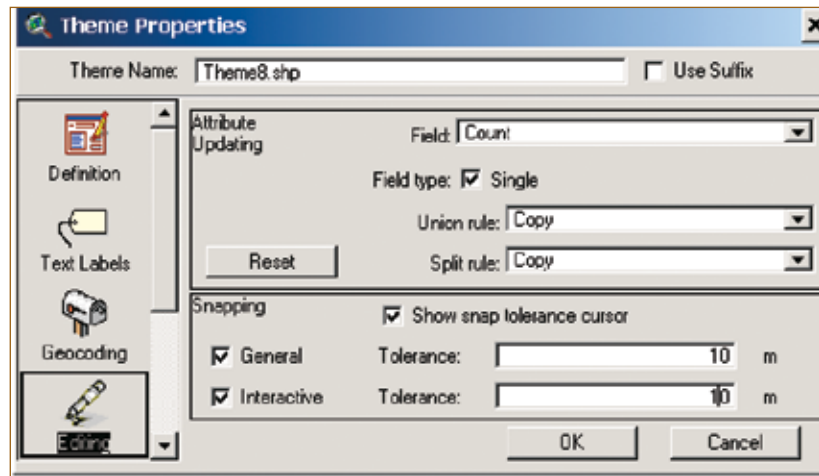 Theme Properties
Theme Name: Theme8.shp Use Suffix
Definition
Text Labels
Geocoding
Editing
Attribute Updating
Field: Count
Field type: Single
Union rule: Copy
Reset Split rule: Copy
Snapping Show snap tolerance cursor
General Tolerance: 10 m
Interactive Tolerance: 10 m
OK Cancel